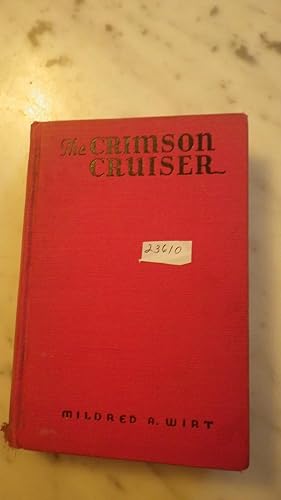 The CRIMSON
CRUISER
23610
MILDRED A. WIRT